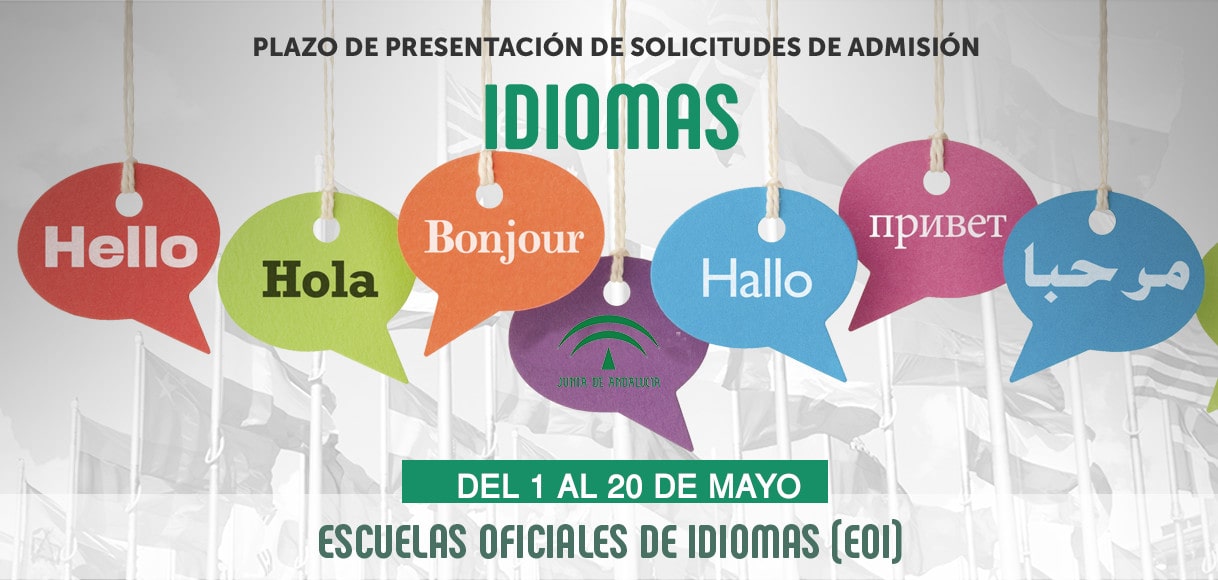 PLAZO DE PRESENTACIÓN DE SOLICITUDES DE ADMISIÓN
IDIOMAS
Hello
Hola
Bonjour
Hallo
привет
مرحبا
JUNTA DE ANDALUCIA
DEL 1 AL 20 DE MAYO
ESCUELAS OFICIALES DE IDIOMAS (EOI)